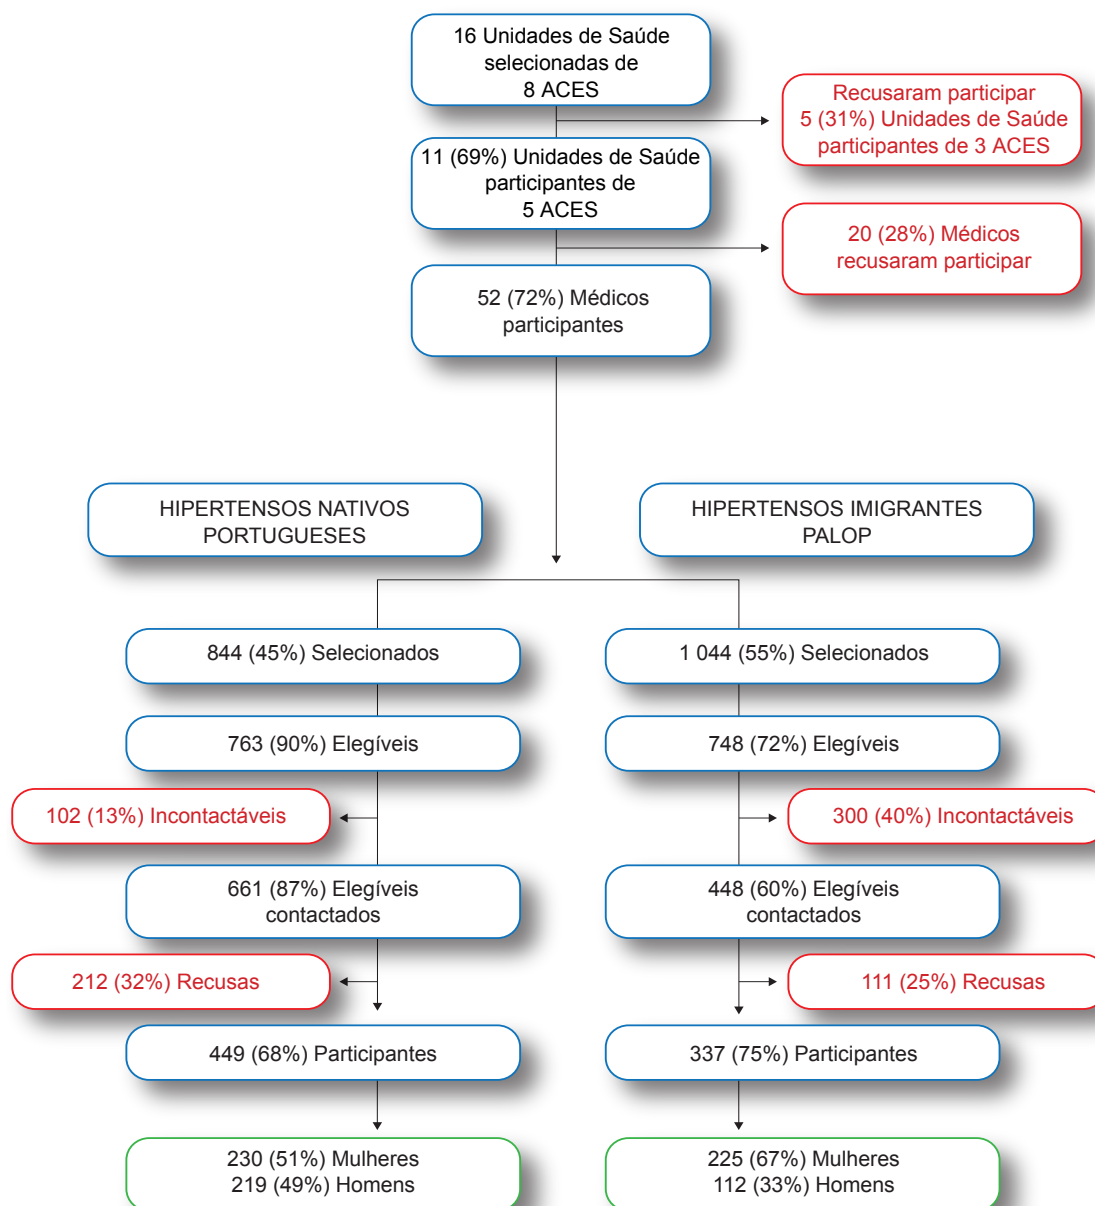 16 Unidades de Saúde
selecionadas de
8 ACES
Recusaram participar
5 (31%) Unidades de Saúde
participantes de 3 ACES
11 (69%) Unidades de Saúde
participantes de
5 ACES
20 (28%) Médicos
recusaram participar
52 (72%) Médicos
participantes
HIPERTENSOS NATIVOS
PORTUGUESES
HIPERTENSOS IMIGRANTES
PALOP
844 (45%) Selecionados
1 044 (55%) Selecionados
763 (90%) Elegíveis
748 (72%) Elegíveis
102 (13%) Incontactáveis
300 (40%) Incontactáveis
661 (87%) Elegíveis
contactados
448 (60%) Elegíveis
contactados
212 (32%) Recusas
111 (25%) Recusas
449 (68%) Participantes
337 (75%) Participantes
230 (51%) Mulheres
219 (49%) Homens
225 (67%) Mulheres
112 (33%) Homens